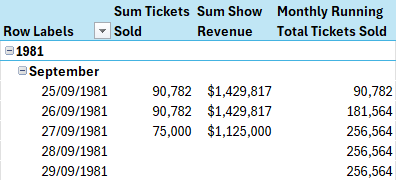 Sum Tickets Sum Show Monthly Running
Row Labels Sold Revenue Total Tickets Sold
1981
September
25/09/1981 90,782 $1,429,817 90,782
26/09/1981 90,782 $1,429,817 181,564
27/09/1981 75,000 $1,125,000 256,564
28/09/1981 256,564
29/09/1981 256,564